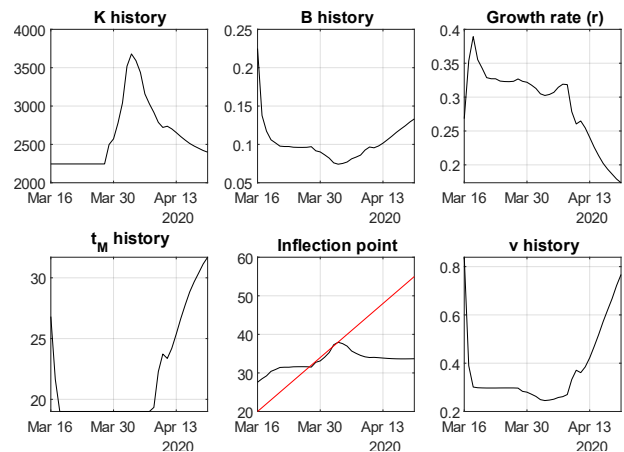 K history
4000
3500
3000
2500
2000
Mar 16 Mar 30 Apr 13
2020
B history
0.25
0.2
0.15
0.1
0.05
Mar 16 Mar 30 Apr 13
2020
Growth rate (r)
0.4
0.35
0.3
0.25
0.2
Mar 16 Mar 30 Apr 13
2020
t_M history
30
25
20
Mar 16 Mar 30 Apr 13
2020
Inflection point
60
50
40
30
20
Mar 16 Mar 30 Apr 13
2020
v history
0.8
0.6
0.4
0.2
Mar 16 Mar 30 Apr 13
2020